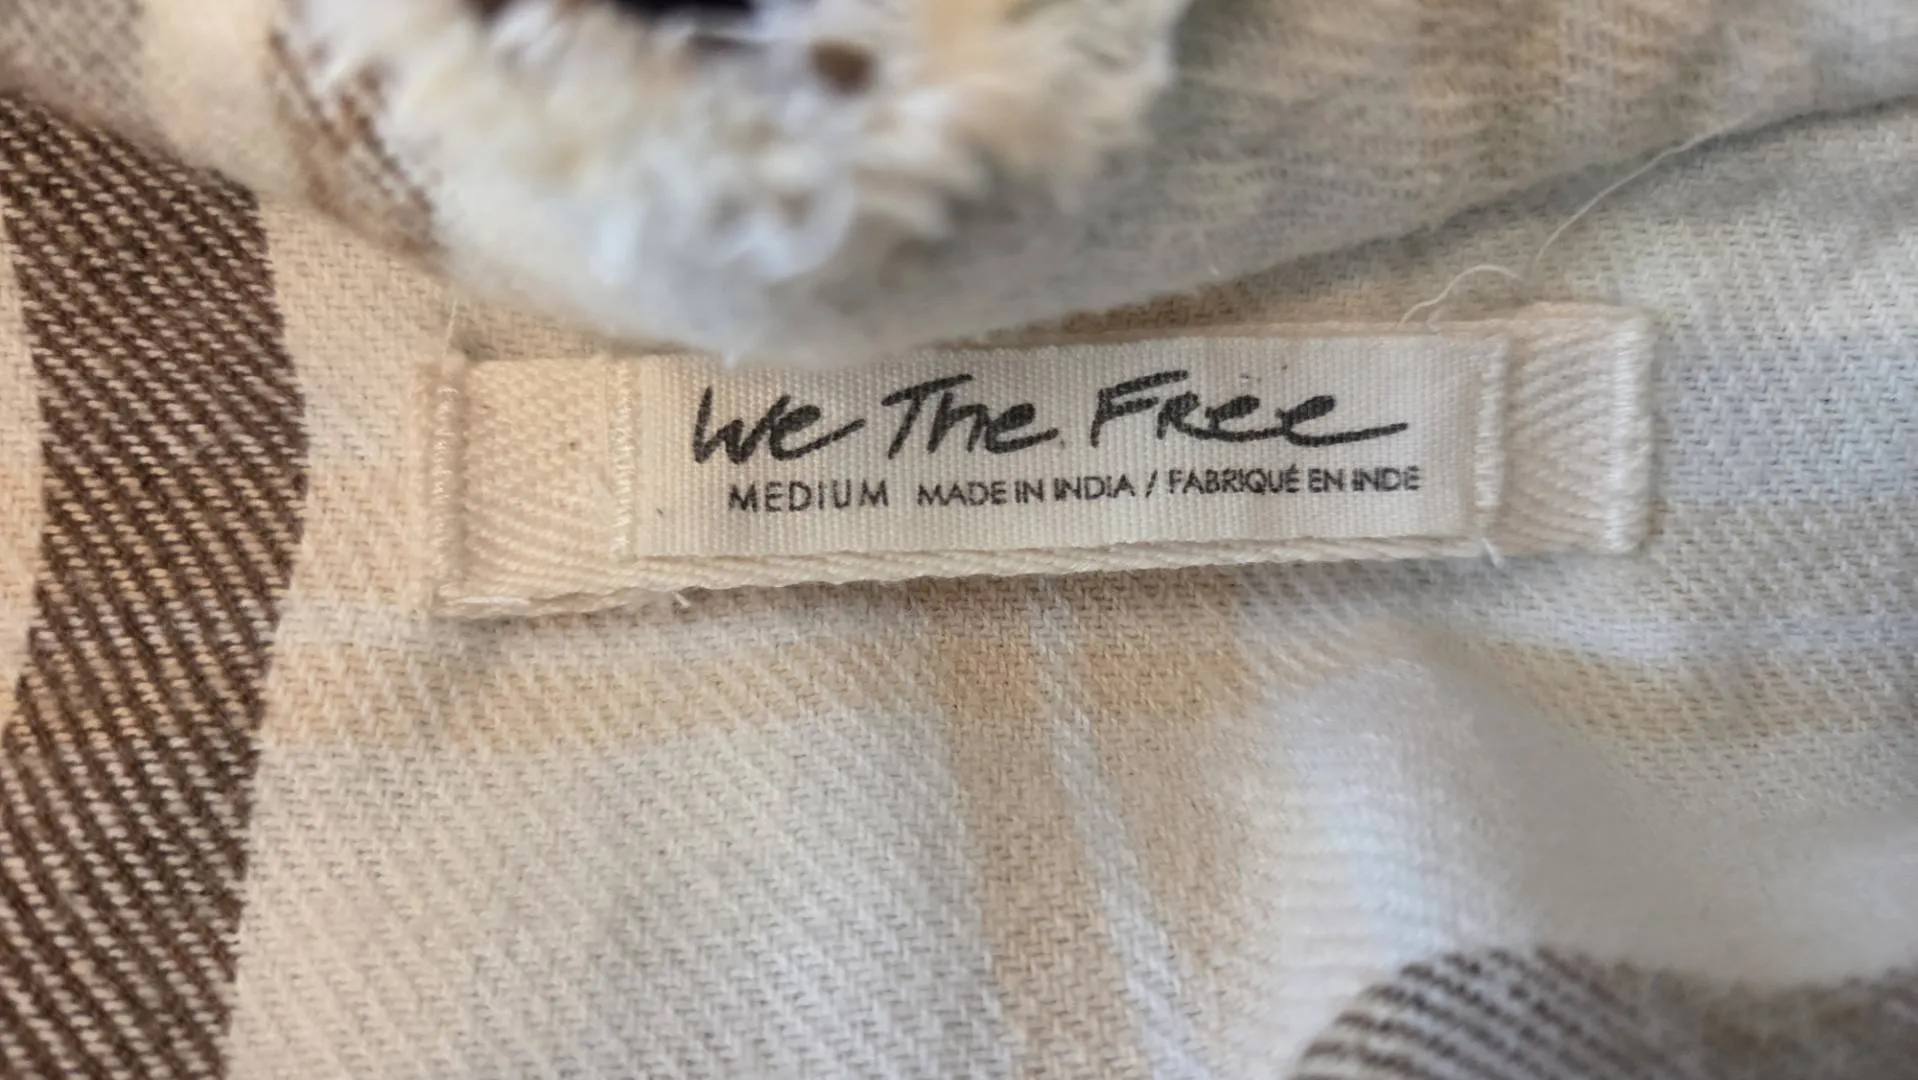 We The Free
MEDIUM MADE IN INDIA / FABRIQUÉ EN INDE